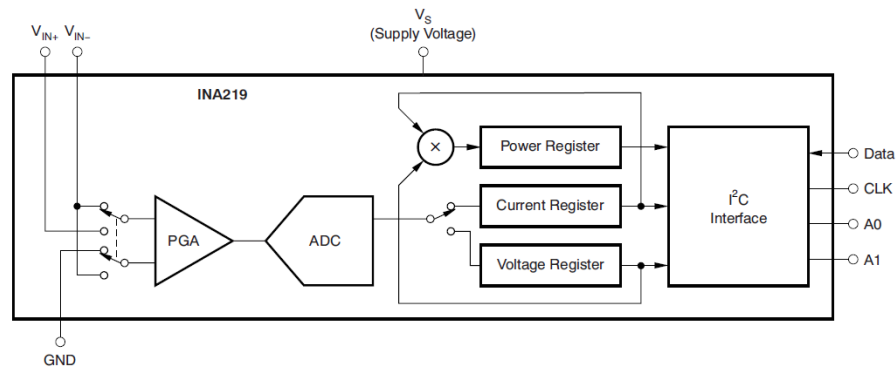 V_S
(Supply Voltage)
V_IN+ V_IN–
INA219
×
Power Register
Data
PGA
ADC
Current Register
I²C
Interface
CLK
A0
Voltage Register
A1
GND